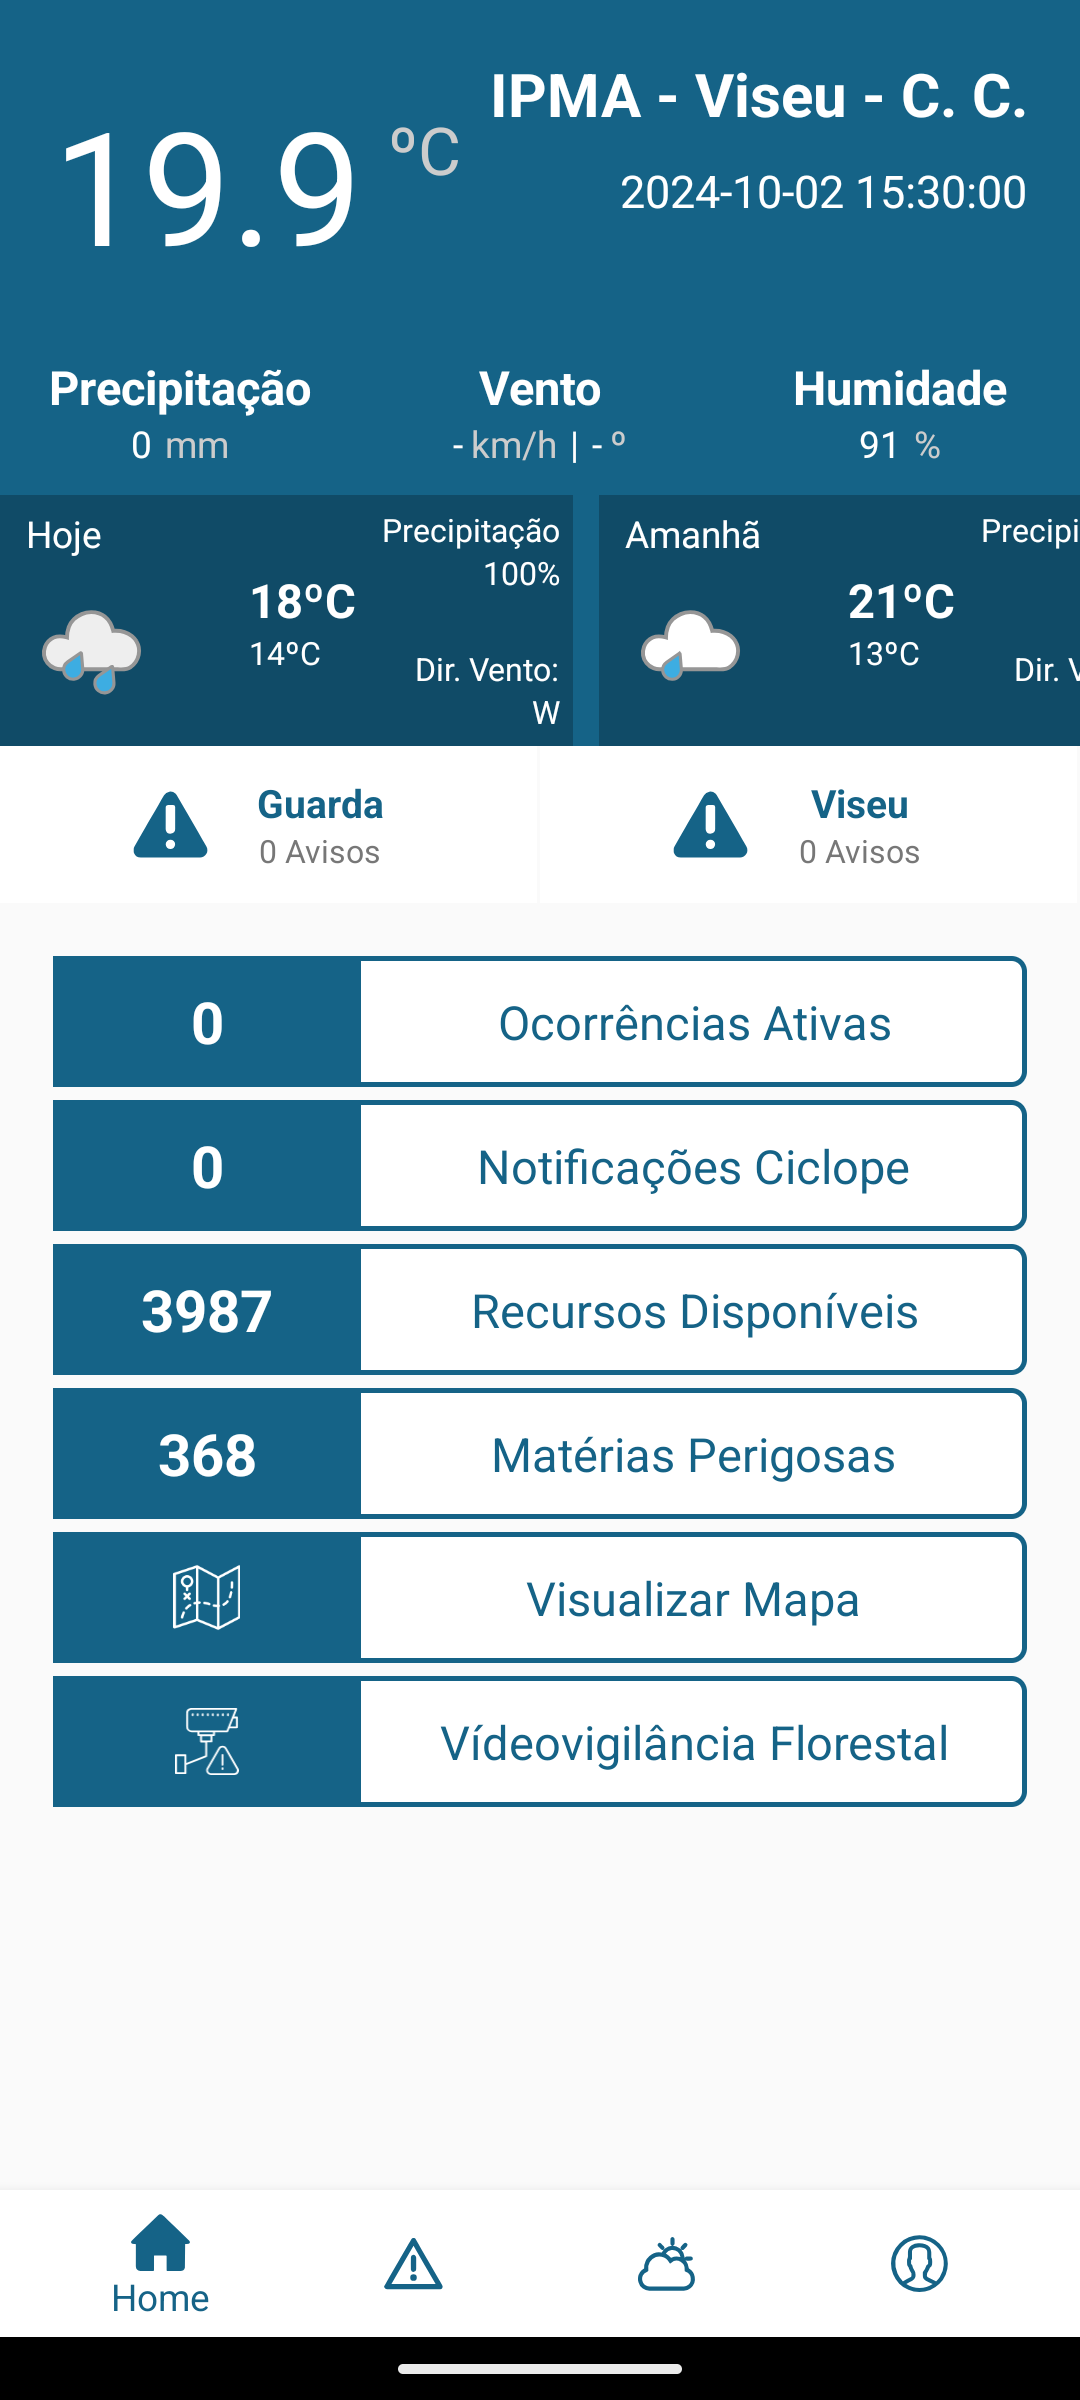 19.9 ºC
IPMA - Viseu - C. C.
2024-10-02 15:30:00
Precipitação
0 mm
Vento
- km/h | - º
Humidade
91 %
Hoje
18ºC
14ºC
Precipitação
100%
Dir. Vento:
W
Amanhã
21ºC
13ºC
Precipi
Dir. V
Guarda
0 Avisos
Viseu
0 Avisos
0 Ocorrências Ativas
0 Notificações Ciclope
3987 Recursos Disponíveis
368 Matérias Perigosas
Visualizar Mapa
Vídeovigilância Florestal
Home